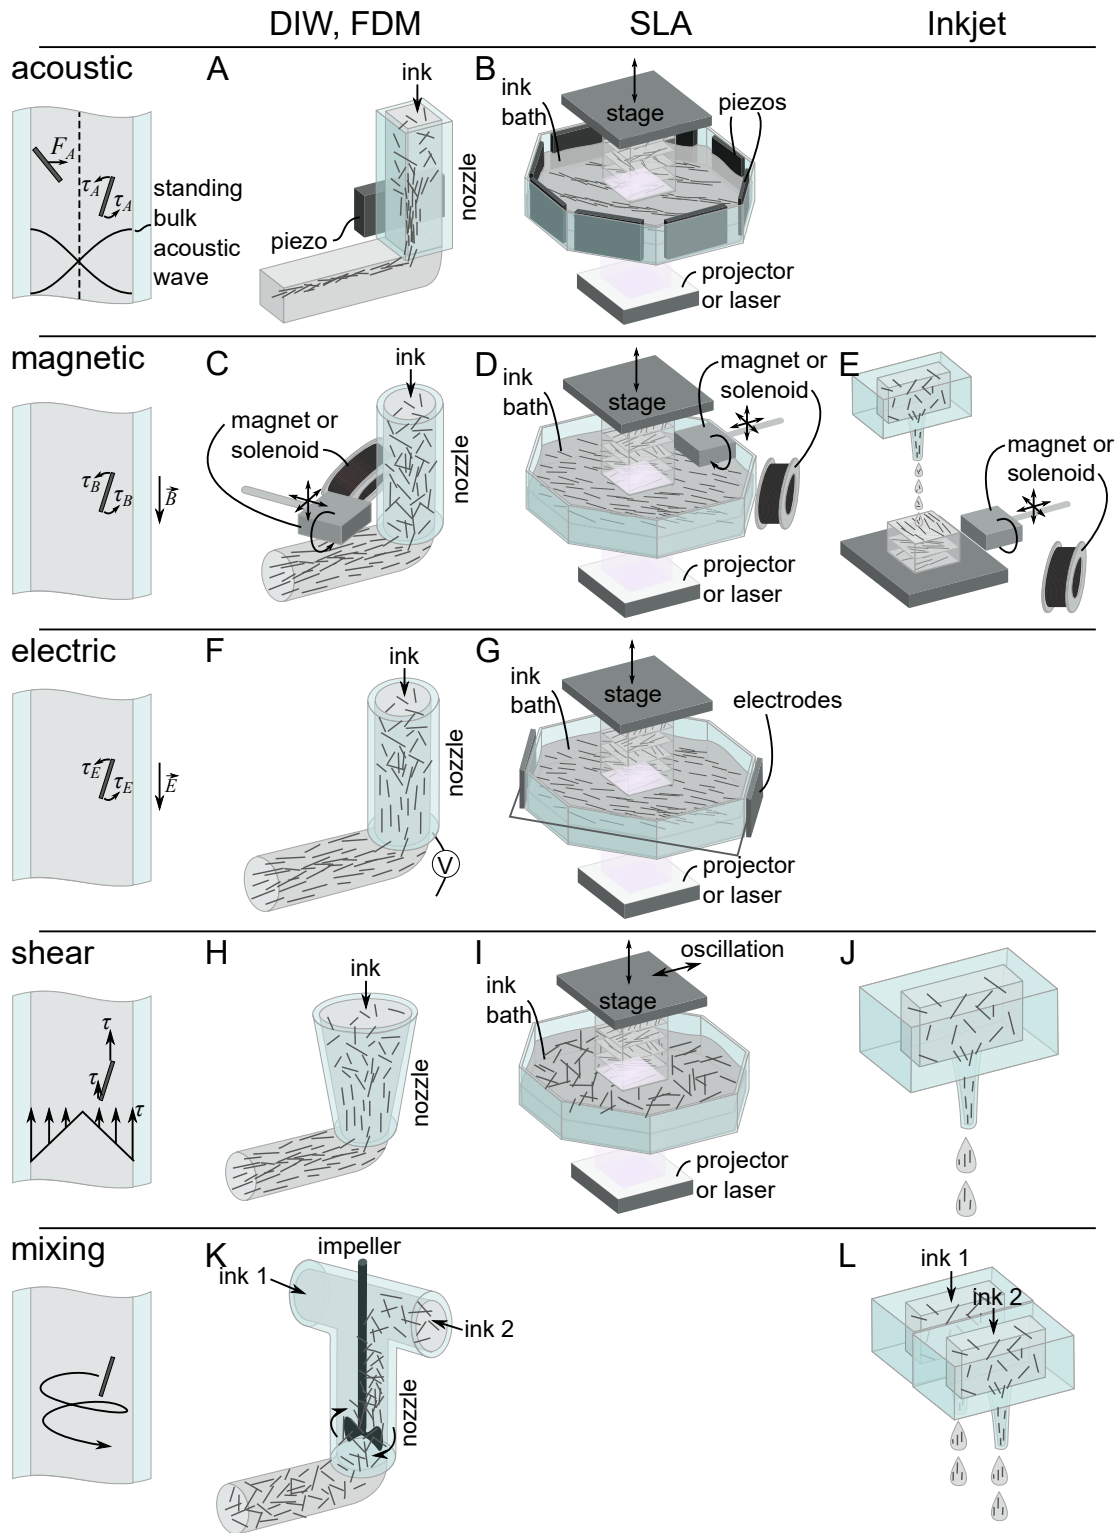 DIW, FDM
SLA
Inkjet
acoustic
F_A
τ_A
τ_A
standing
bulk
acoustic
wave
A
ink
nozzle
piezo
B
ink
bath
stage
piezos
projector
or laser
magnetic
τ_B
τ_B
B⃗
C
ink
magnet or
solenoid
nozzle
D
ink
bath
stage
magnet or
solenoid
projector
or laser
E
magnet or
solenoid
electric
τ_E
τ_E
E⃗
F
ink
nozzle
V
G
ink
bath
stage
electrodes
projector
or laser
shear
τ
τ
τ
H
ink
nozzle
I
ink
bath
stage
oscillation
projector
or laser
J
mixing
K
impeller
ink 1
ink 2
nozzle
L
ink 1
ink 2